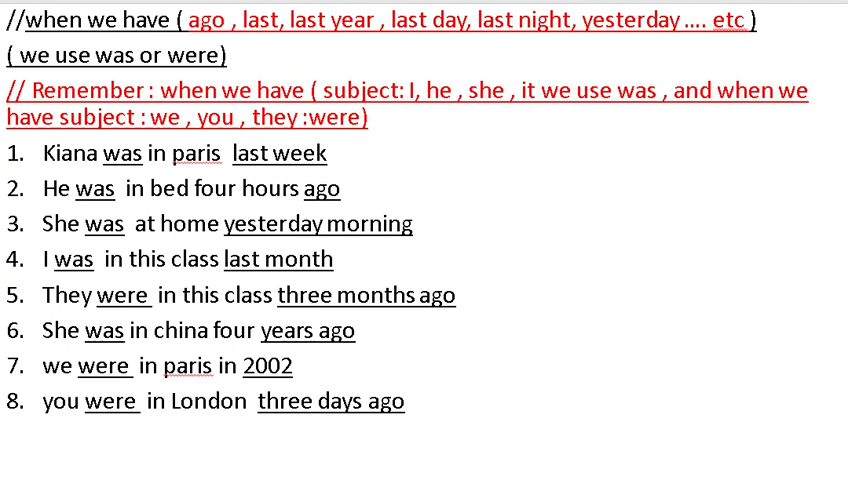 //when we have ( ago , last, last year , last day, last night, yesterday .... etc )
( we use was or were)
// Remember : when we have ( subject: I, he , she , it we use was , and when we
have subject : we , you , they :were)
1. Kiana was in paris last week
2. He was in bed four hours ago
3. She was at home yesterday morning
4. I was in this class last month
5. They were in this class three months ago
6. She was in china four years ago
7. we were in paris in 2002
8. you were in London three days ago